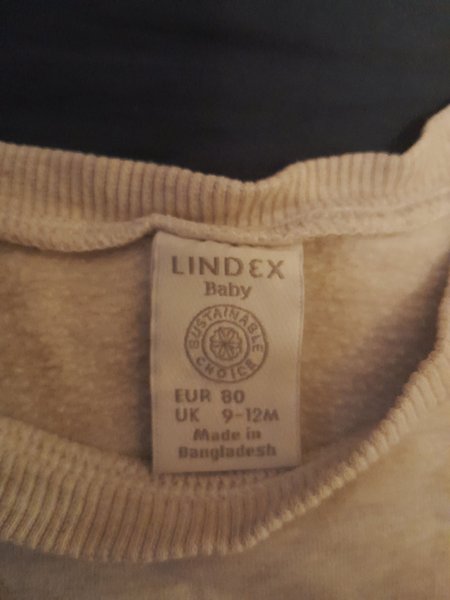 LINDEX
Baby
SUSTAINABLE
CHOICE
EUR 80
UK 9-12M
Made in
Bangladesh